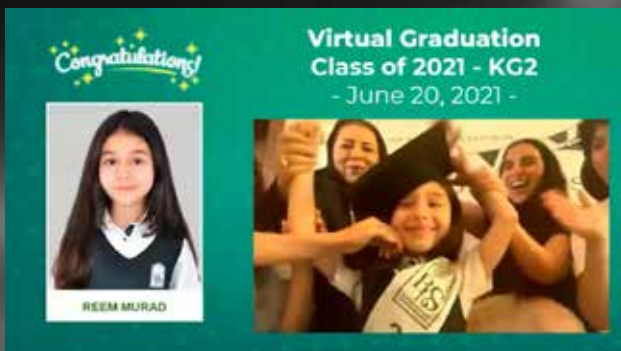 Congratulations!
Virtual Graduation
Class of 2021 - KG2
- June 20, 2021 -
REEM MURAD